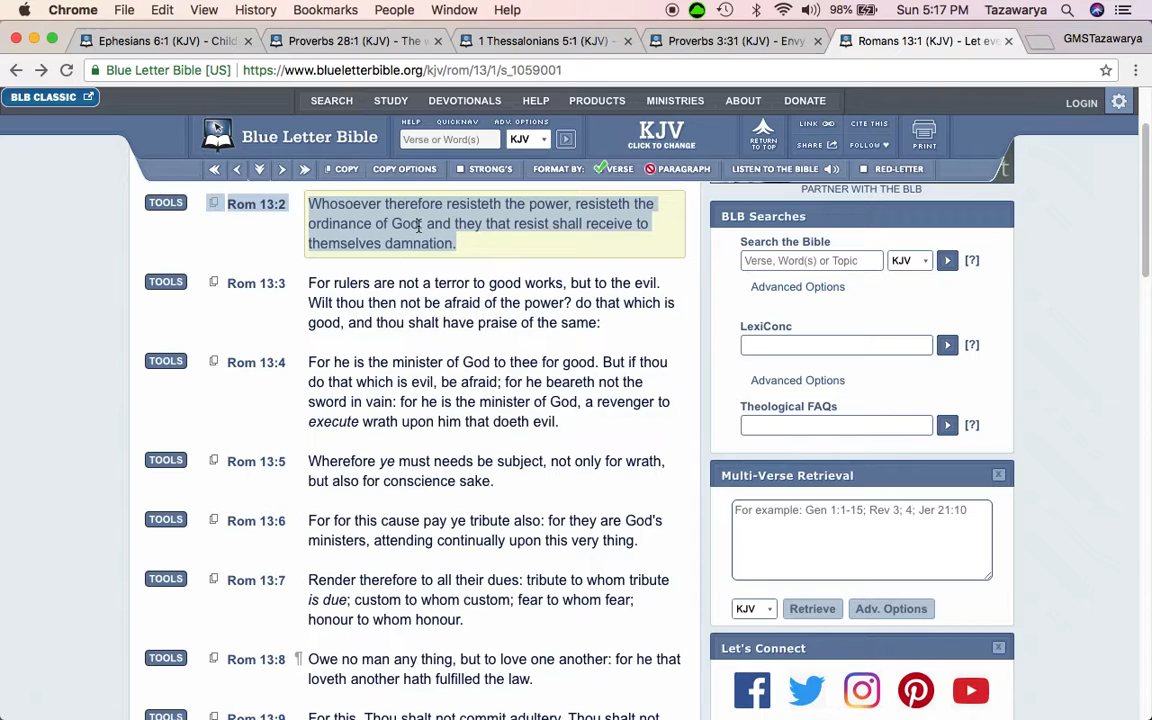 Chrome File Edit View History Bookmarks People Window Help 98% Sun 5:17 PM Tazawarya
Ephesians 6:1 (KJV) - Chil
Proverbs 28:1 (KJV) - The w
1 Thessalonians 5:1 (KJV) -
Proverbs 3:31 (KJV) - Envy
Romans 13:1 (KJV) - Let eve
GMSTazawarya
Blue Letter Bible [US] https://www.blueletterbible.org/kjv/rom/13/1/s_1059001
BLB CLASSIC
SEARCH STUDY DEVOTIONALS HELP PRODUCTS MINISTRIES ABOUT DONATE
LOGIN
Blue Letter Bible
HELP QUICKNAV ADV. OPTIONS
Verse or Word(s) KJV
KJV
CLICK TO CHANGE
RETURN
TO TOP
LINK CITE THIS
SHARE FOLLOW
PRINT
COPY COPY OPTIONS STRONG'S FORMAT BY: VERSE PARAGRAPH LISTEN TO THE BIBLE RED-LETTER
TOOLS Rom 13:2 Whosoever therefore resisteth the power, resisteth the
ordinance of God: and they that resist shall receive to
themselves damnation.
TOOLS Rom 13:3 For rulers are not a terror to good works, but to the evil.
Wilt thou then not be afraid of the power? do that which is
good, and thou shalt have praise of the same:
TOOLS Rom 13:4 For he is the minister of God to thee for good. But if thou
do that which is evil, be afraid; for he beareth not the
sword in vain: for he is the minister of God, a revenger to
execute wrath upon him that doeth evil.
TOOLS Rom 13:5 Wherefore ye must needs be subject, not only for wrath,
but also for conscience sake.
TOOLS Rom 13:6 For for this cause pay ye tribute also: for they are God's
ministers, attending continually upon this very thing.
TOOLS Rom 13:7 Render therefore to all their dues: tribute to whom tribute
is due; custom to whom custom; fear to whom fear;
honour to whom honour.
TOOLS Rom 13:8 ¶ Owe no man any thing, but to love one another: for he that
loveth another hath fulfilled the law.
TOOLS Rom 13:9 For this, Thou shalt not commit adultery, Thou shalt not
PARTNER WITH THE BLB
BLB Searches
Search the Bible
Verse, Word(s) or Topic KJV [?]
Advanced Options
LexiConc
[?]
Advanced Options
Theological FAQs
[?]
Multi-Verse Retrieval
For example: Gen 1:1-15; Rev 3; 4; Jer 21:10
KJV Retrieve Adv. Options
Let's Connect